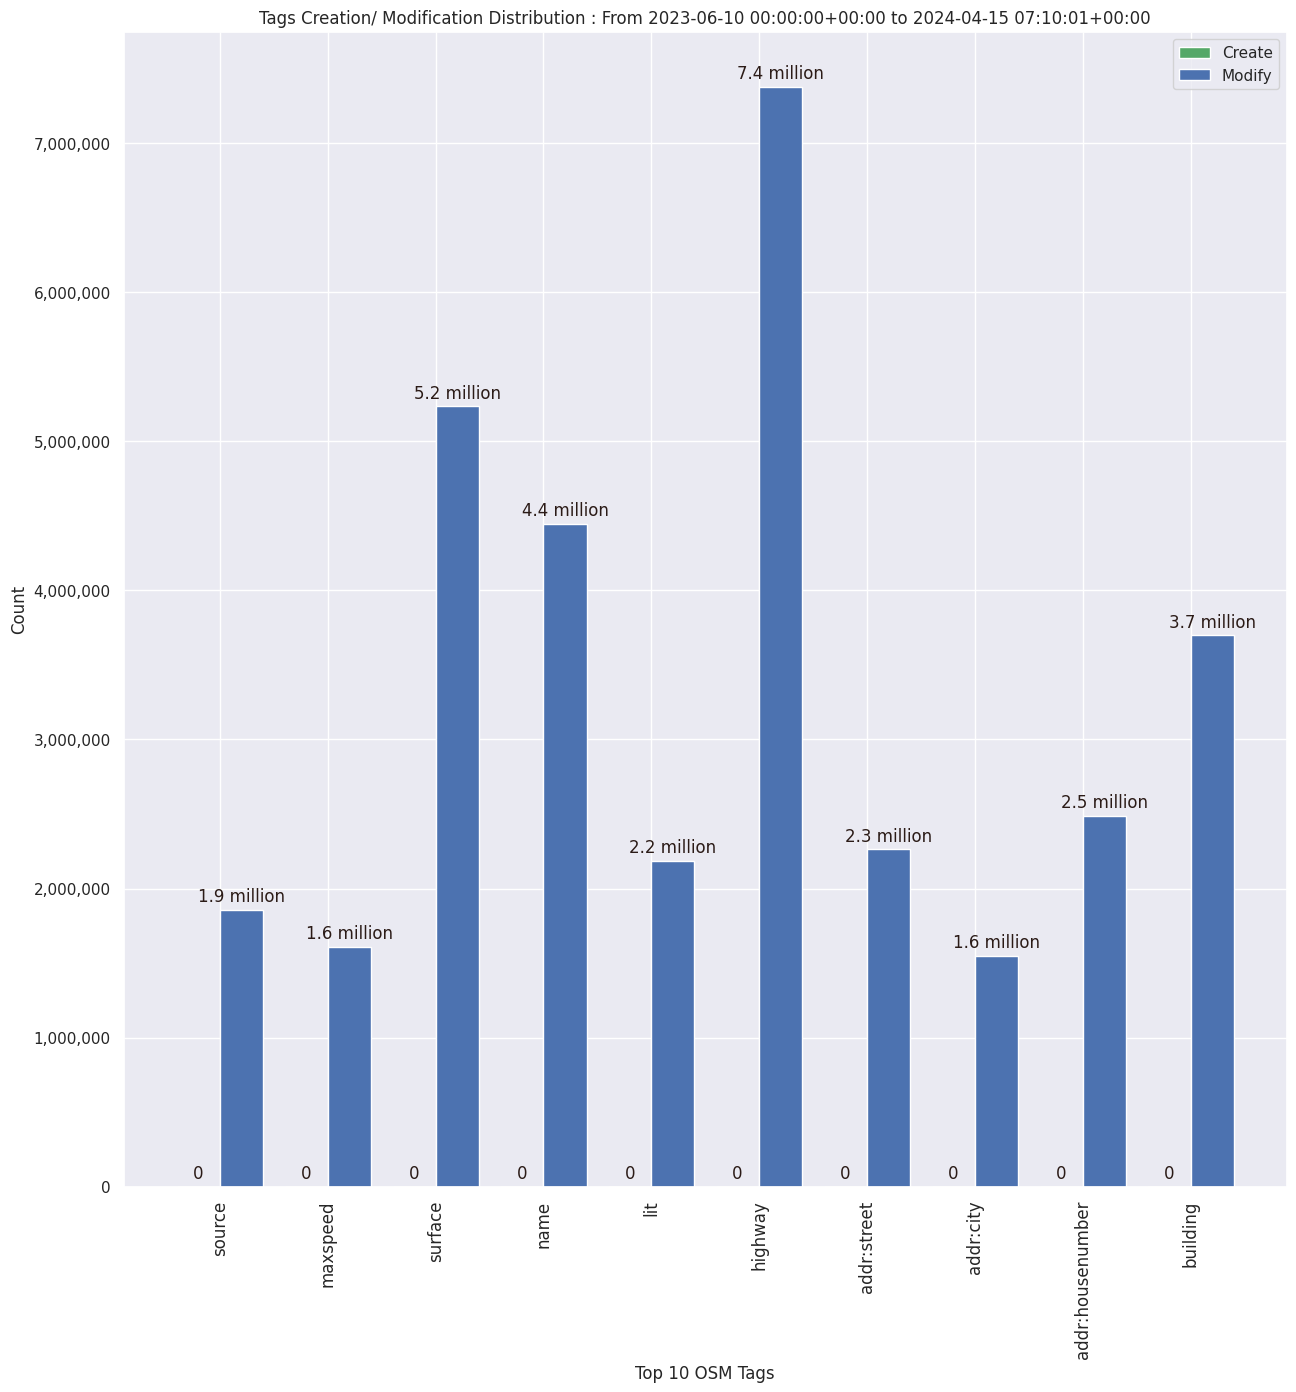 Tags Creation/ Modification Distribution : From 2023-06-10 00:00:00+00:00 to 2024-04-15 07:10:01+00:00
Create
Modify
7.4 million
7,000,000
6,000,000
5.2 million
5,000,000
4.4 million
4,000,000
3.7 million
3,000,000
2.5 million
2.3 million
2.2 million
2,000,000
1.9 million
1.6 million
1.6 million
1,000,000
0 0 0 0 0 0 0 0 0 0
0
Count
source
maxspeed
surface
name
lit
highway
addr:street
addr:city
addr:housenumber
building
Top 10 OSM Tags